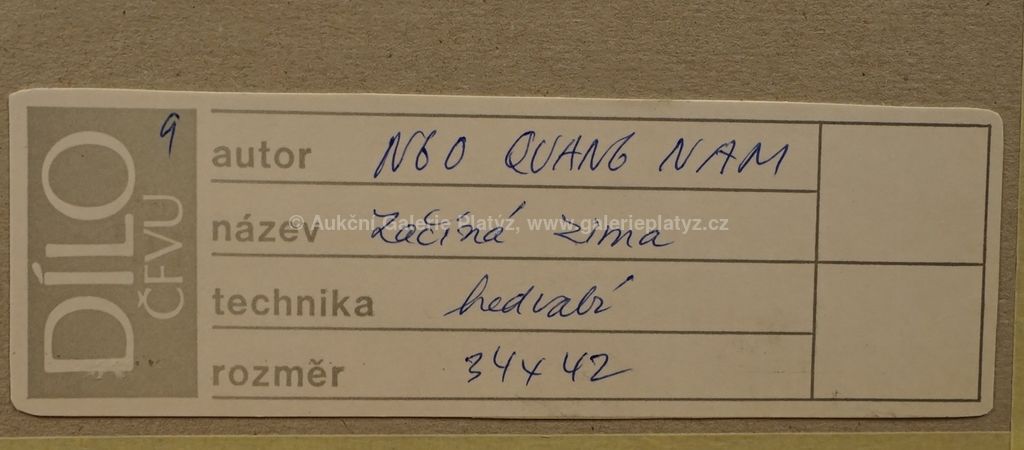 DÍLO
ČFVU
9
autor NGO QUANG NAM
název Začíná zima
© Aukční Galerie Platýz, www.galerieplatyz.cz
technika hedvábí
rozměr 34x42